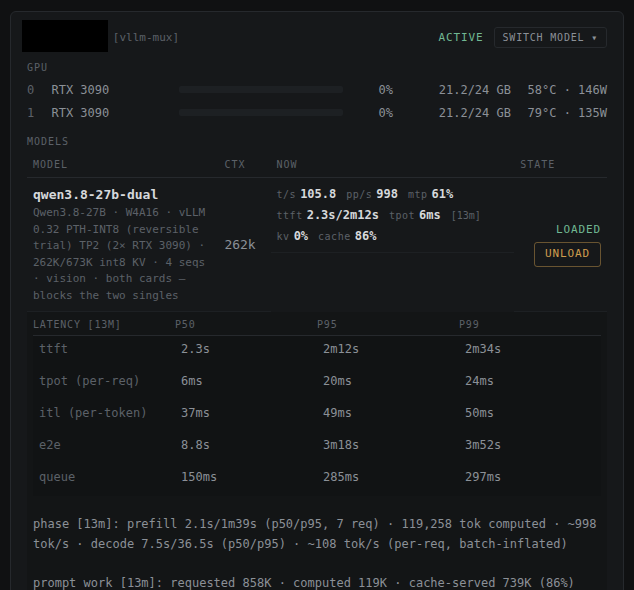 [vllm-mux] ACTIVE SWITCH MODEL ▾
GPU
0 RTX 3090 0% 21.2/24 GB 58°C · 146W
1 RTX 3090 0% 21.2/24 GB 79°C · 135W
MODELS
MODEL CTX NOW STATE
qwen3.8-27b-dual
Qwen3.8-27B · W4A16 · vLLM
0.32 PTH-INT8 (reversible
trial) TP2 (2× RTX 3090) ·
262K/673K int8 KV · 4 seqs
· vision · both cards —
blocks the two singles
262k
t/s 105.8 pp/s 998 mtp 61%
ttft 2.3s/2m12s tpot 6ms [13m]
kv 0% cache 86%
LOADED
UNLOAD
LATENCY [13M] P50 P95 P99
ttft 2.3s 2m12s 2m34s
tpot (per-req) 6ms 20ms 24ms
itl (per-token) 37ms 49ms 50ms
e2e 8.8s 3m18s 3m52s
queue 150ms 285ms 297ms
phase [13m]: prefill 2.1s/1m39s (p50/p95, 7 req) · 119,258 tok computed · ~998
tok/s · decode 7.5s/36.5s (p50/p95) · ~108 tok/s (per-req, batch-inflated)
prompt work [13m]: requested 858K · computed 119K · cache-served 739K (86%)